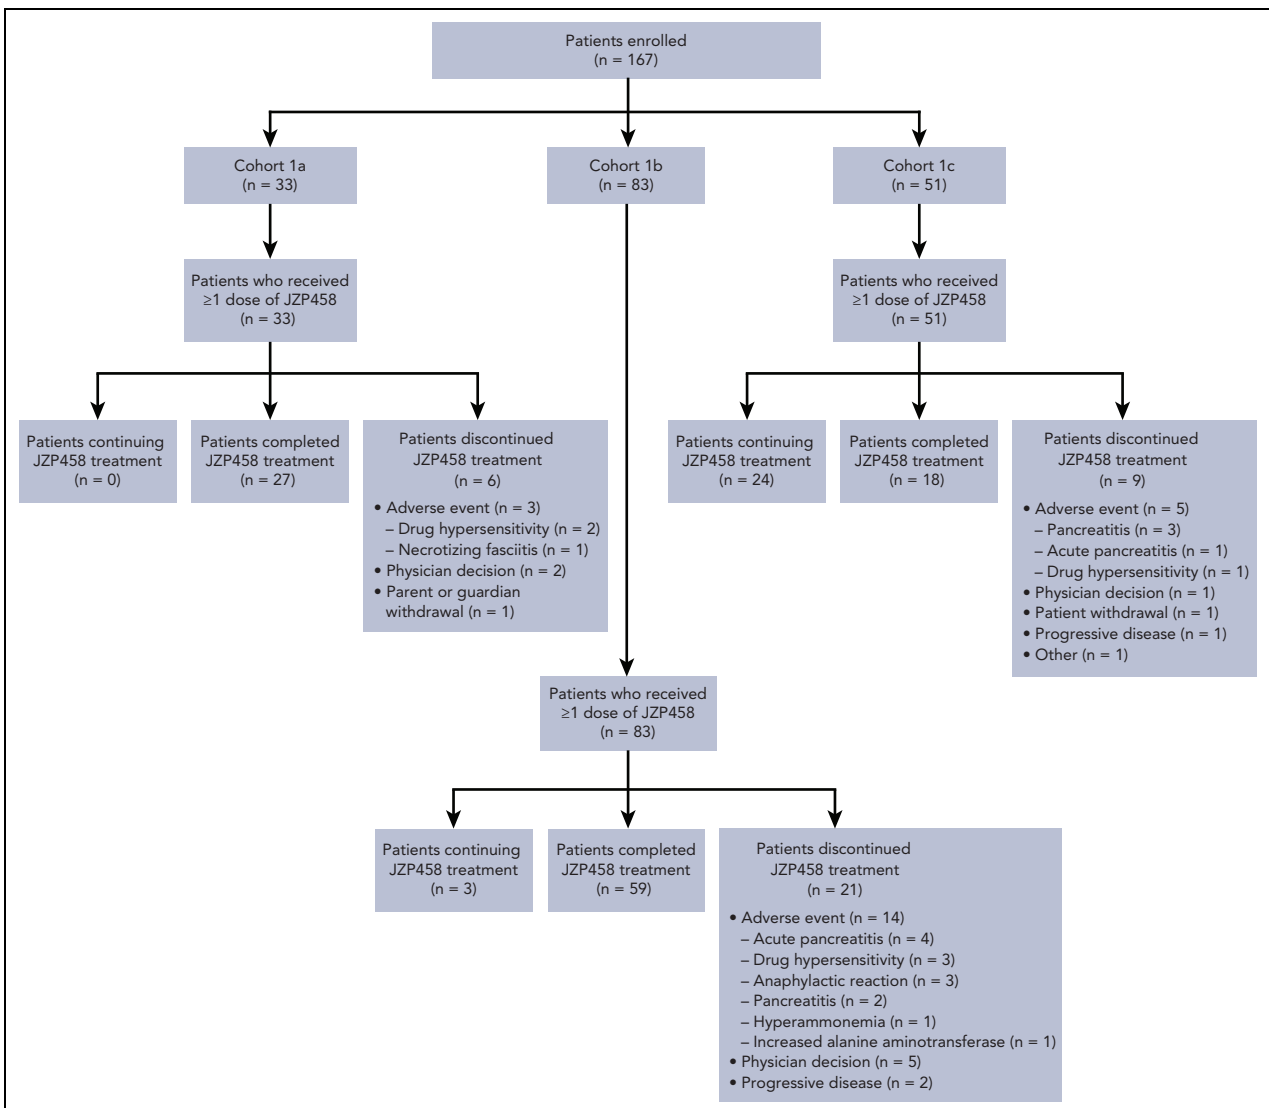 Patients enrolled
(n = 167)
Cohort 1a
(n = 33)
Cohort 1b
(n = 83)
Cohort 1c
(n = 51)
Patients who received
≥1 dose of JZP458
(n = 33)
Patients who received
≥1 dose of JZP458
(n = 51)
Patients continuing
JZP458 treatment
(n = 0)
Patients completed
JZP458 treatment
(n = 27)
Patients discontinued
JZP458 treatment
(n = 6)
• Adverse event (n = 3)
– Drug hypersensitivity (n = 2)
– Necrotizing fasciitis (n = 1)
• Physician decision (n = 2)
• Parent or guardian
withdrawal (n = 1)
Patients continuing
JZP458 treatment
(n = 24)
Patients completed
JZP458 treatment
(n = 18)
Patients discontinued
JZP458 treatment
(n = 9)
• Adverse event (n = 5)
– Pancreatitis (n = 3)
– Acute pancreatitis (n = 1)
– Drug hypersensitivity (n = 1)
• Physician decision (n = 1)
• Patient withdrawal (n = 1)
• Progressive disease (n = 1)
• Other (n = 1)
Patients who received
≥1 dose of JZP458
(n = 83)
Patients continuing
JZP458 treatment
(n = 3)
Patients completed
JZP458 treatment
(n = 59)
Patients discontinued
JZP458 treatment
(n = 21)
• Adverse event (n = 14)
– Acute pancreatitis (n = 4)
– Drug hypersensitivity (n = 3)
– Anaphylactic reaction (n = 3)
– Pancreatitis (n = 2)
– Hyperammonemia (n = 1)
– Increased alanine aminotransferase (n = 1)
• Physician decision (n = 5)
• Progressive disease (n = 2)